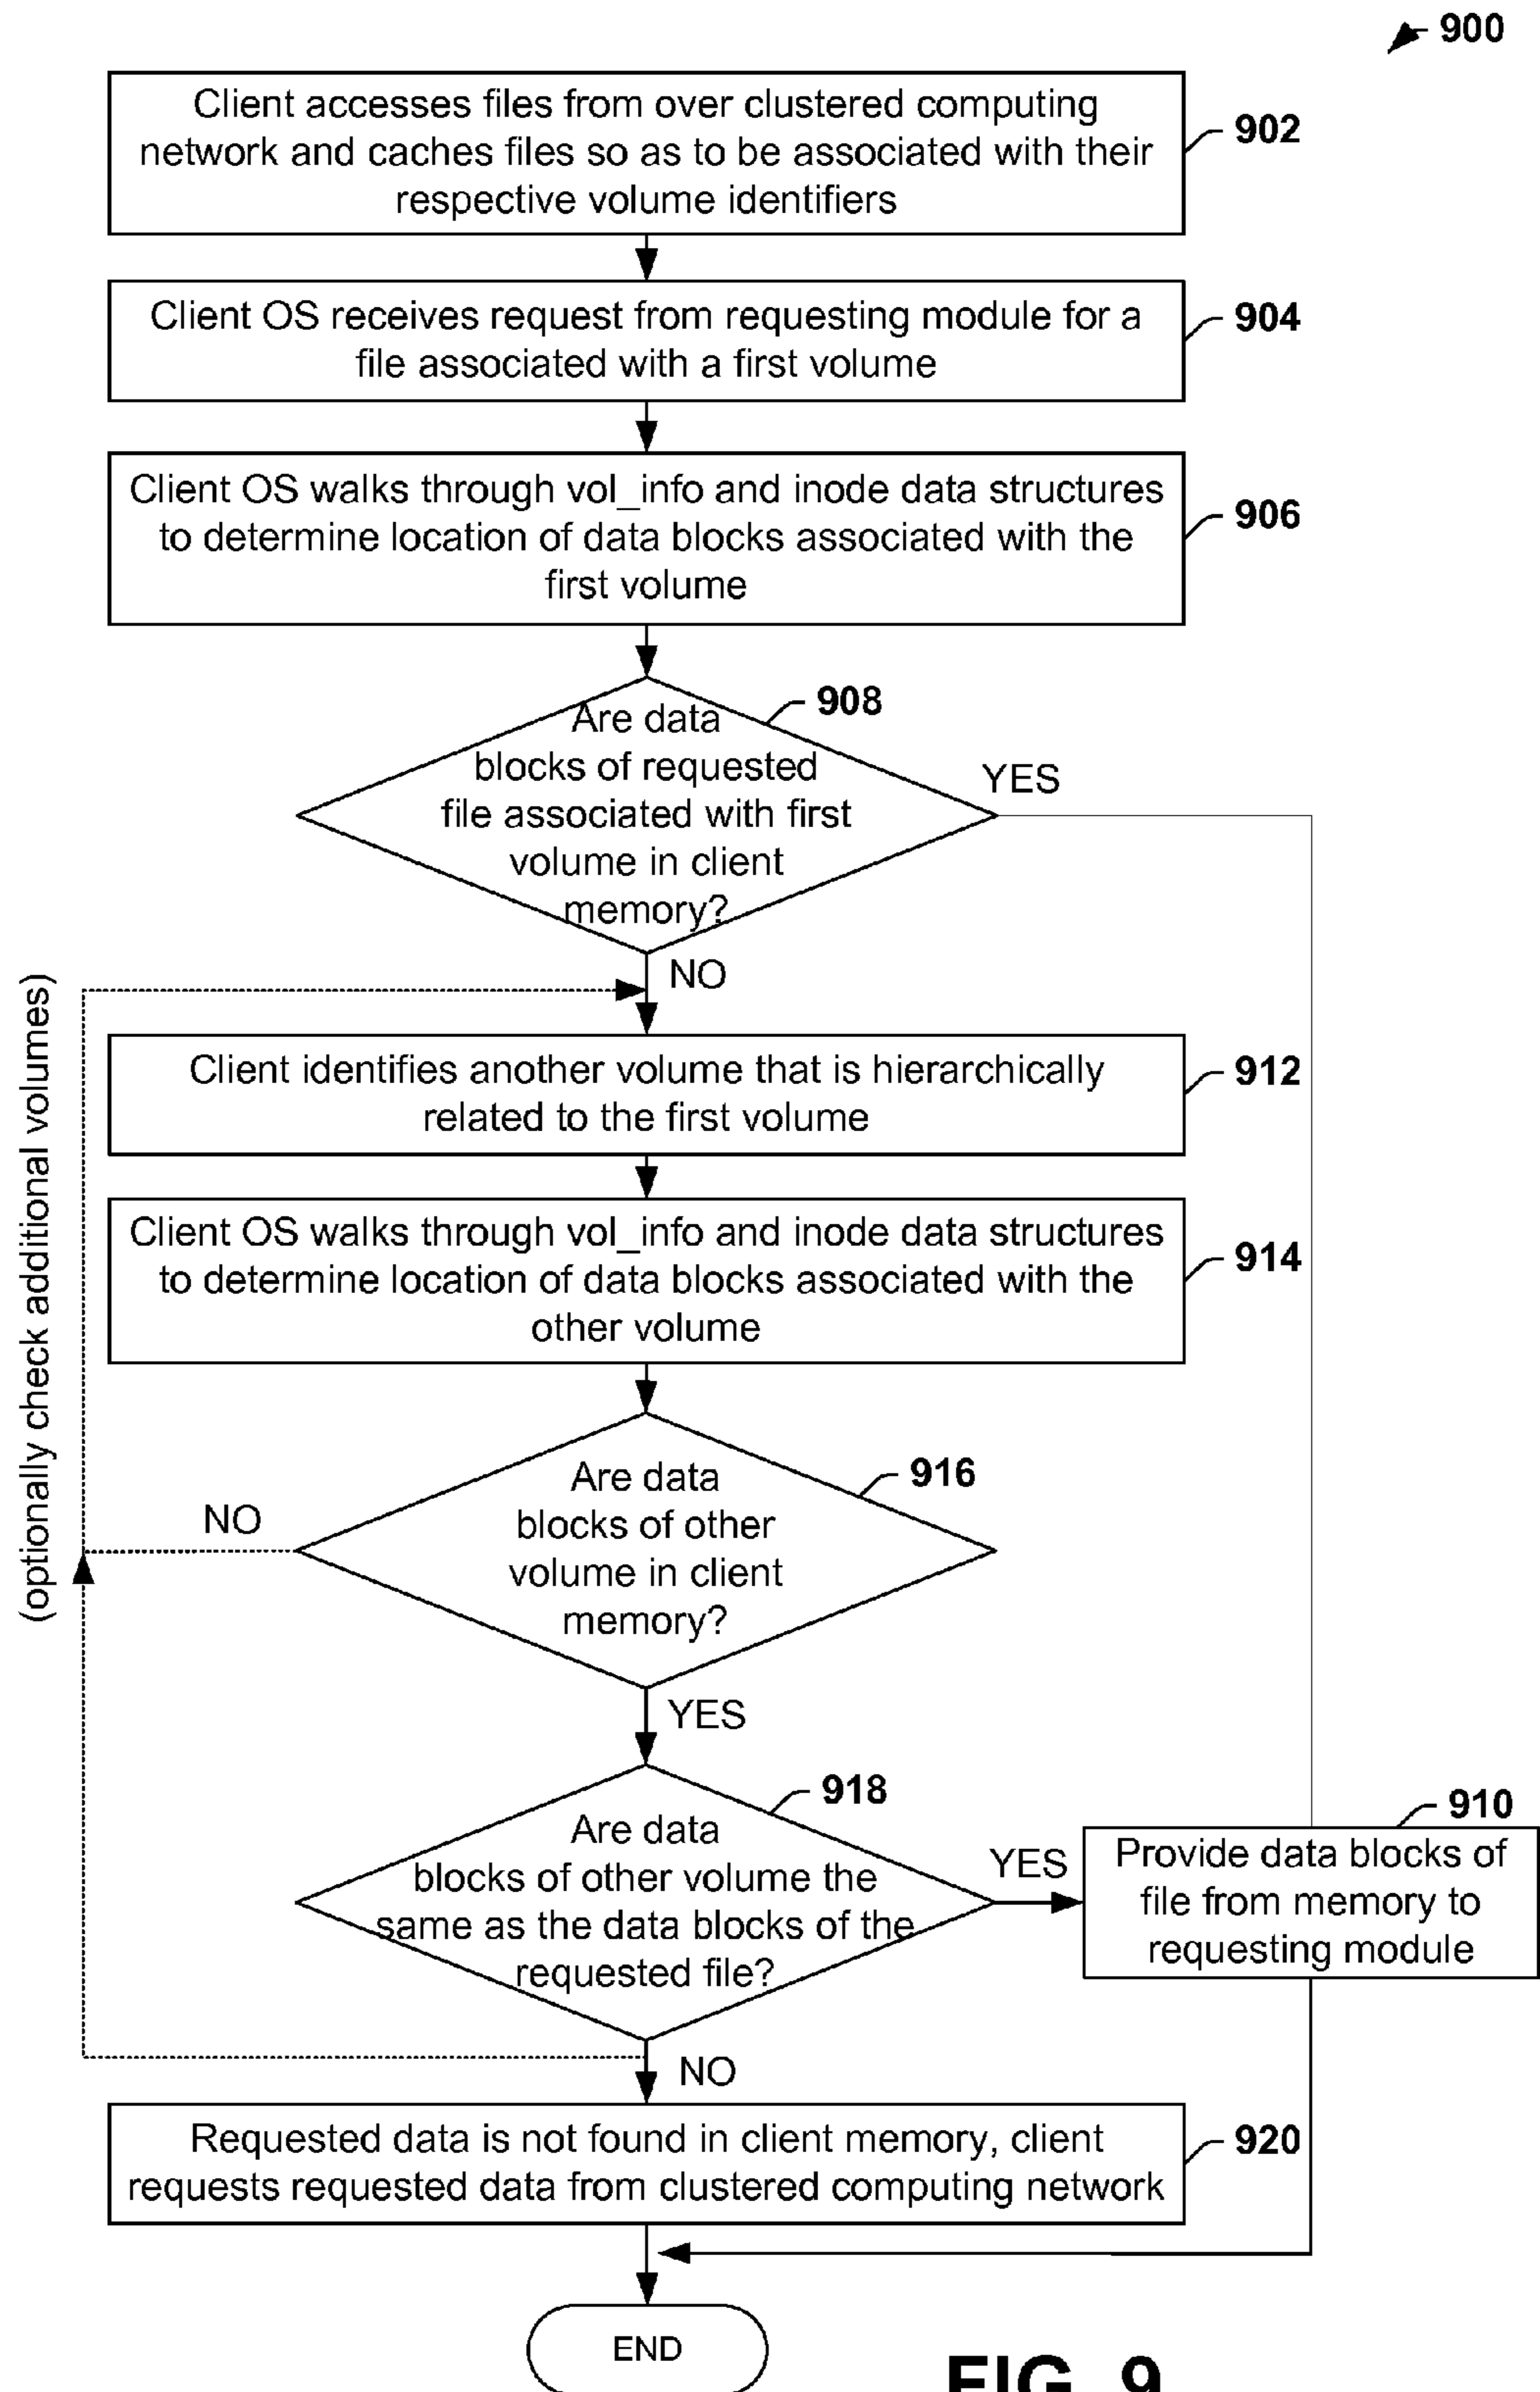 900
Client accesses files from over clustered computing
network and caches files so as to be associated with their
respective volume identifiers
902
Client OS receives request from requesting module for a
file associated with a first volume
904
Client OS walks through vol_info and inode data structures
to determine location of data blocks associated with the
first volume
906
908
Are data
blocks of requested
file associated with first
volume in client
memory?
YES
NO
(optionally check additional volumes)
Client identifies another volume that is hierarchically
related to the first volume
912
Client OS walks through vol_info and inode data structures
to determine location of data blocks associated with the
other volume
914
916
Are data
blocks of other
volume in client
memory?
NO
YES
918
Are data
blocks of other volume the
same as the data blocks of the
requested file?
YES
910
Provide data blocks of
file from memory to
requesting module
NO
Requested data is not found in client memory, client
requests requested data from clustered computing network
920
END
FIG. 9